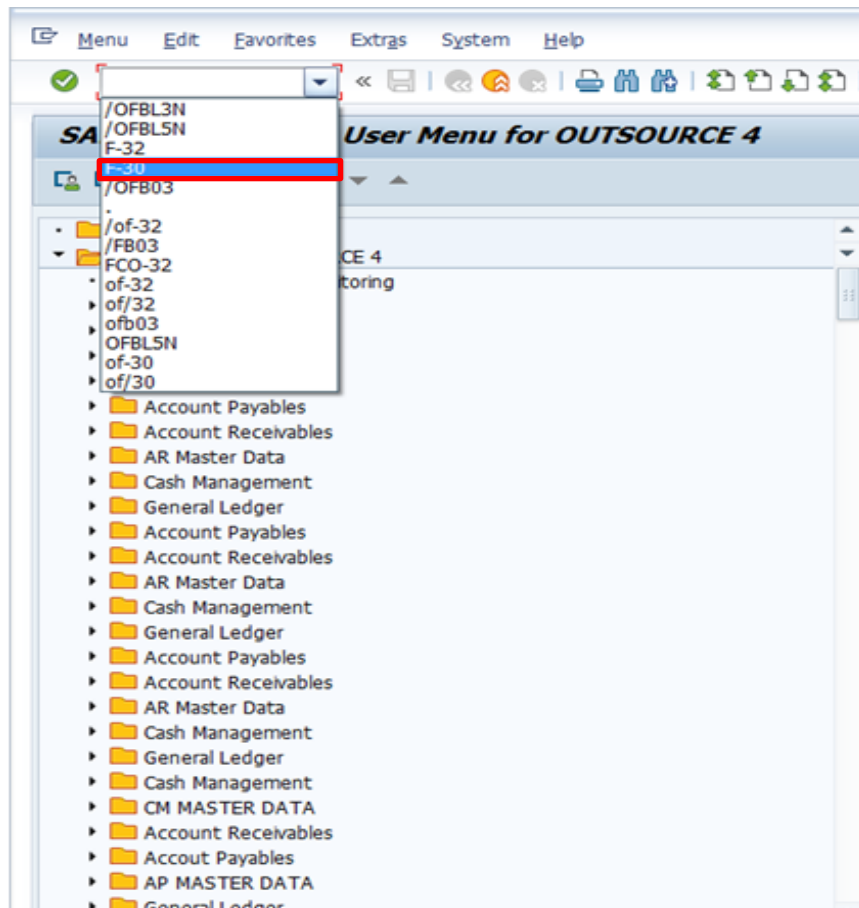 Menu Edit Favorites Extras System Help
SA User Menu for OUTSOURCE 4
/OFBL3N
/OFBL5N
F-32
F-30
/OFB03
.
/of-32
/FB03
FCO-32
of-32
of/32
ofb03
OFBL5N
of-30
of/30
CE 4
itoring
Account Payables
Account Receivables
AR Master Data
Cash Management
General Ledger
Account Payables
Account Receivables
AR Master Data
Cash Management
General Ledger
Account Payables
Account Receivables
AR Master Data
Cash Management
General Ledger
Cash Management
CM MASTER DATA
Account Receivables
Accout Payables
AP MASTER DATA
General Ledger